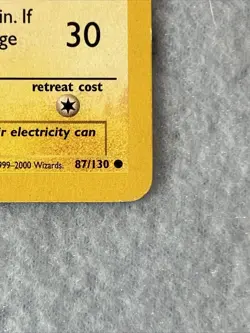 in. If
ge 30
retreat cost
r electricity can
999-2000 Wizards. 87/130